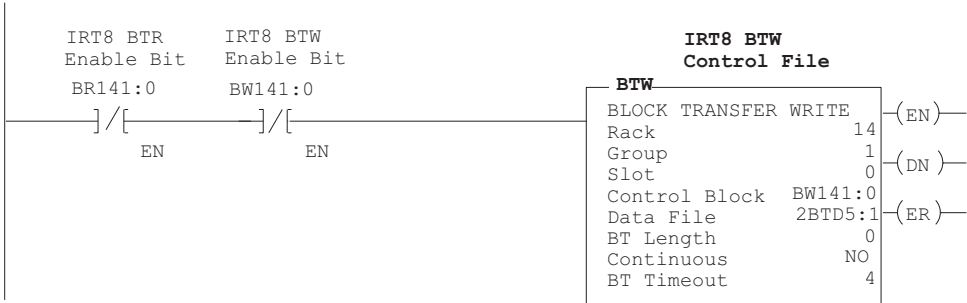 IRT8 BTR IRT8 BTW IRT8 BTW
Enable Bit Enable Bit Control File
BR141:0 BW141:0 BTW
BLOCK TRANSFER WRITE (EN)
Rack 14
EN EN Group 1
Slot 0 (DN)
Control Block BW141:0
Data File 2BTD5:1 (ER)
BT Length 0
Continuous NO
BT Timeout 4